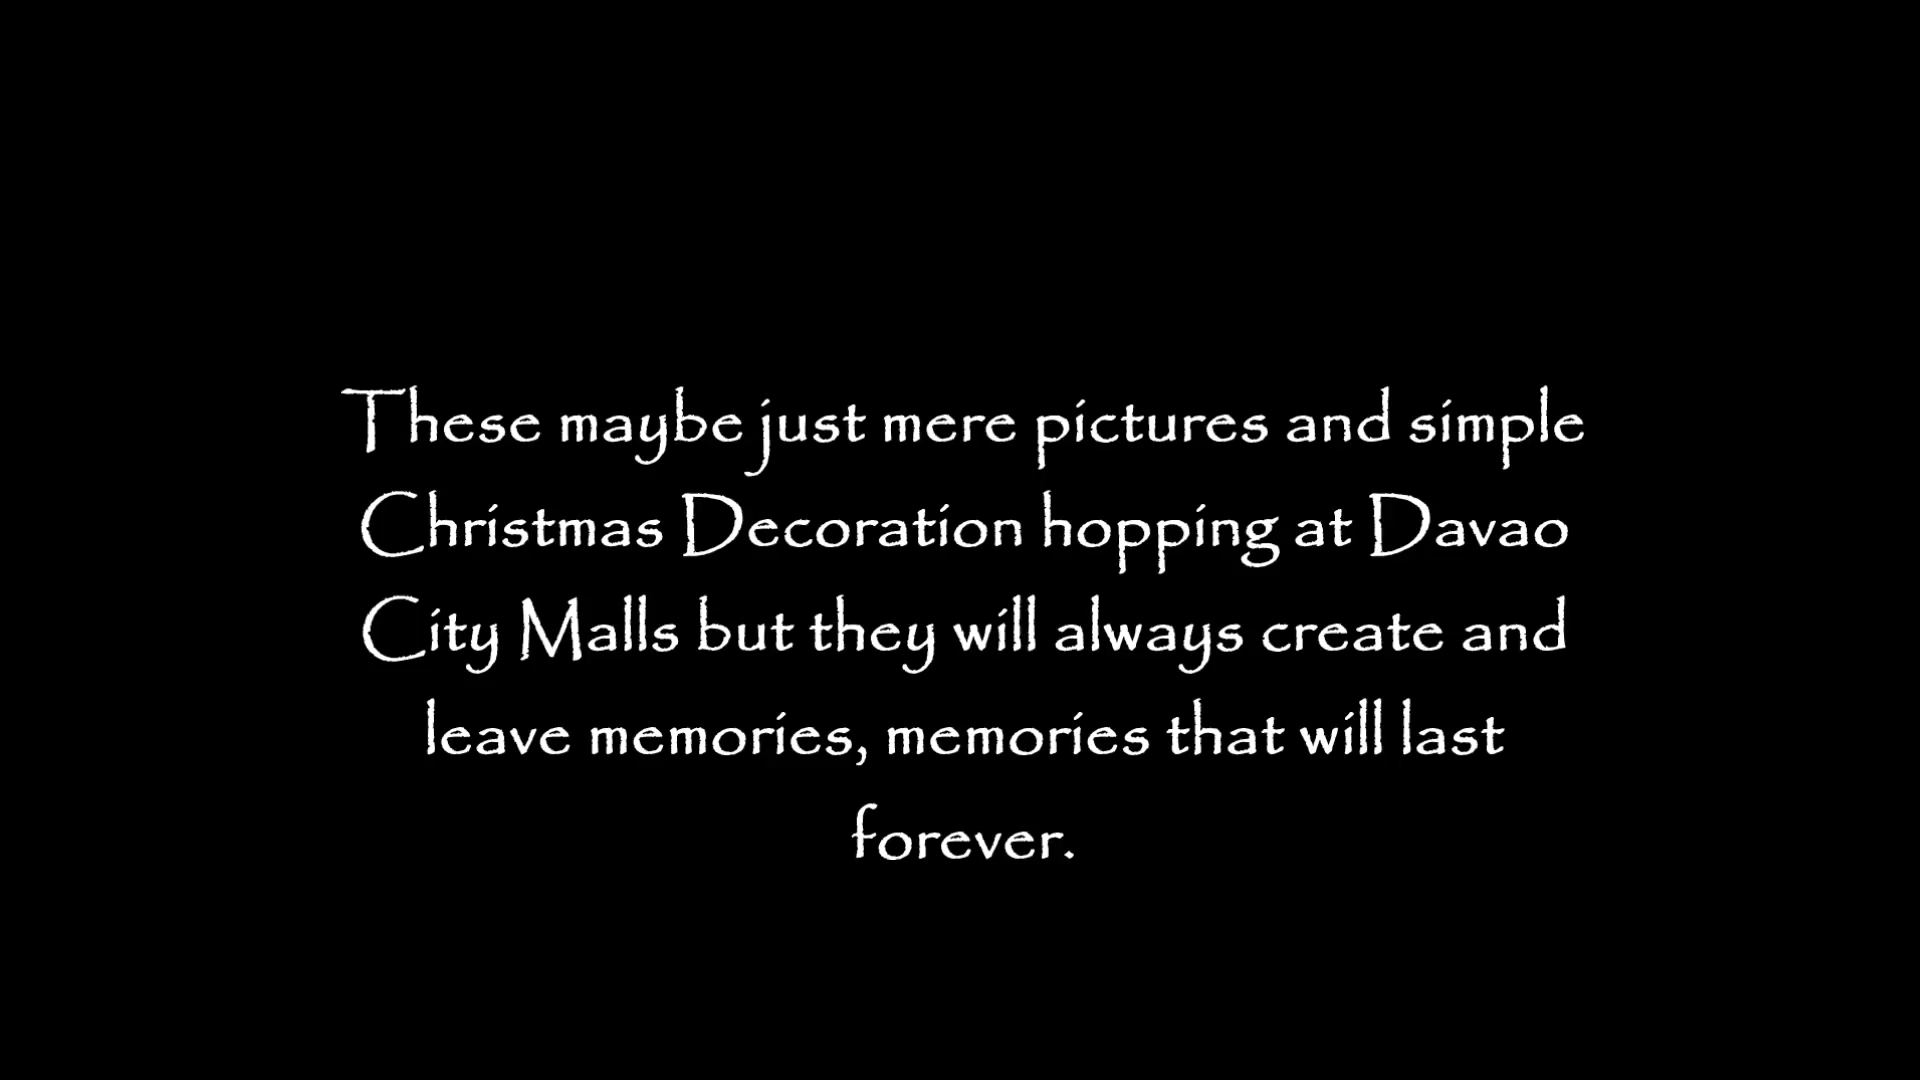 These maybe just mere pictures and simple
Christmas Decoration hopping at Davao
City Malls but they will always create and
leave memories, memories that will last
forever.